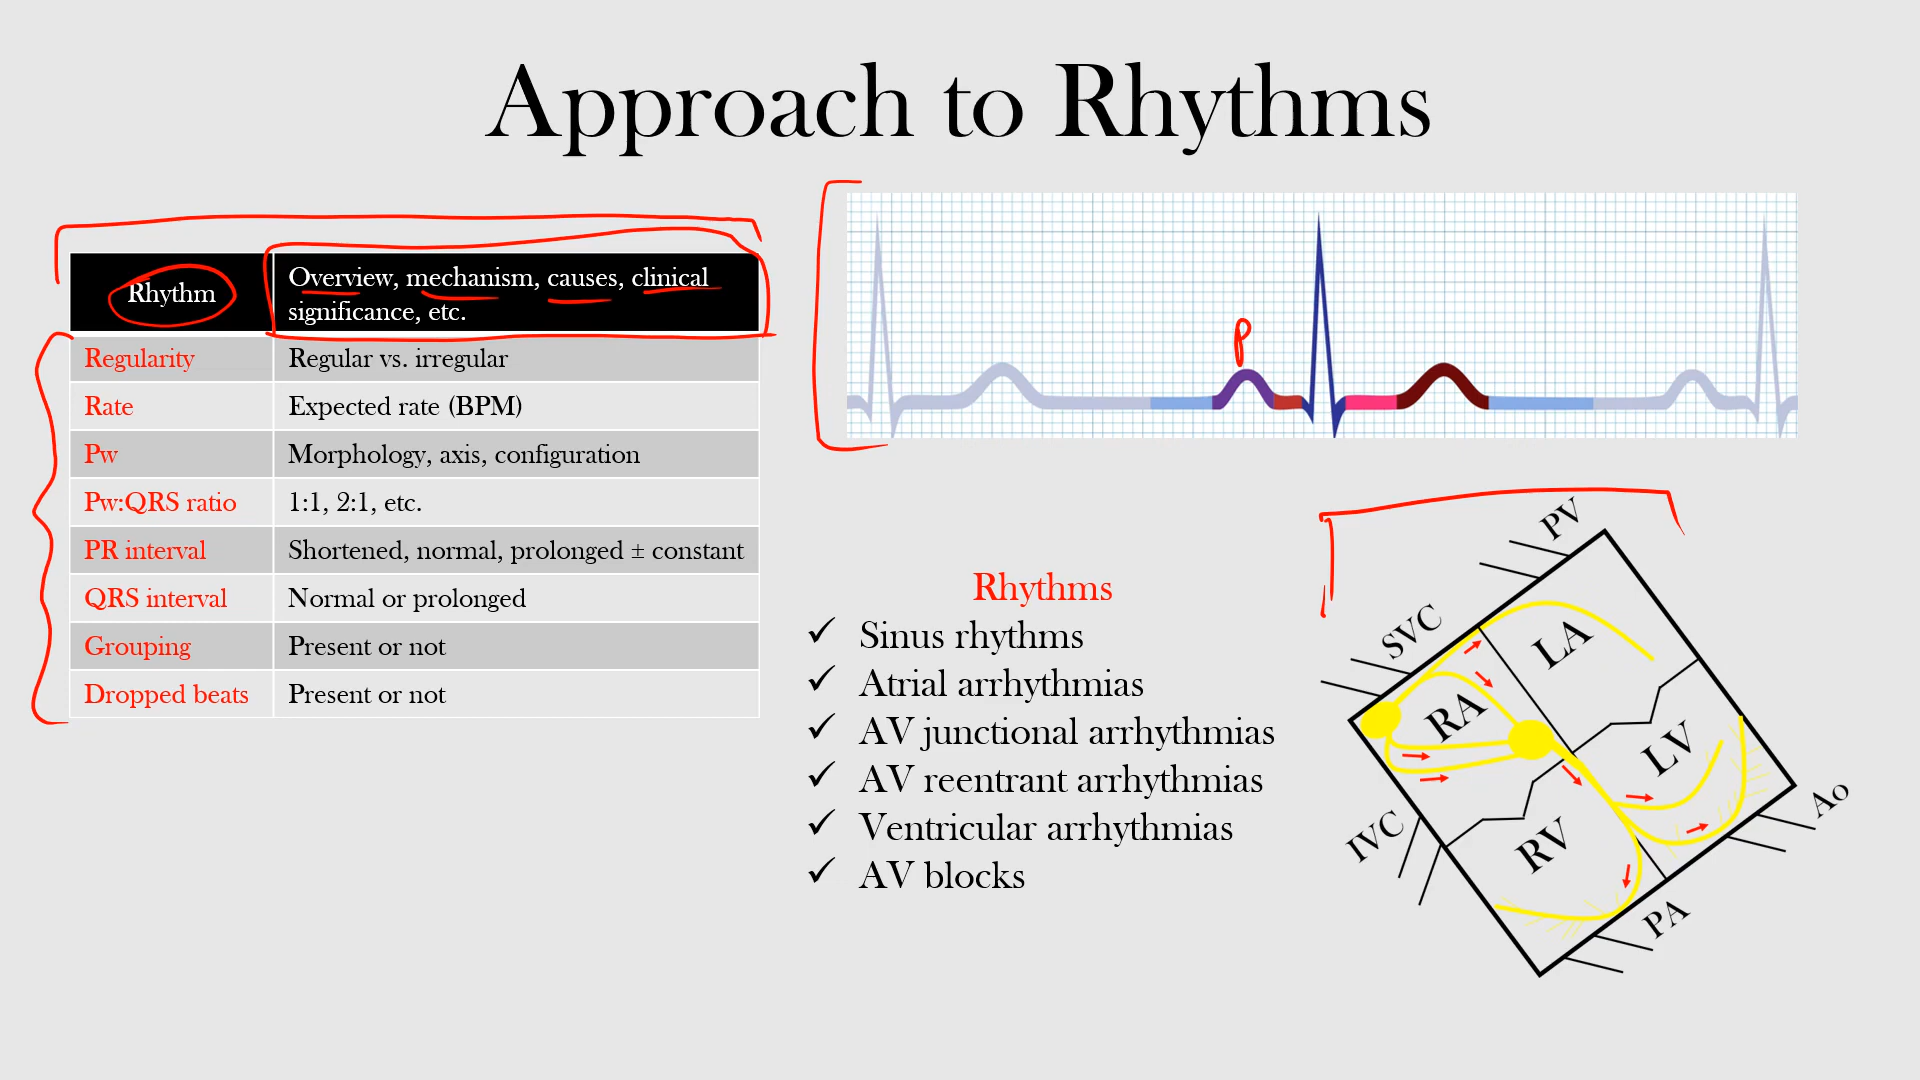 Approach to Rhythms
Rhythm
Overview, mechanism, causes, clinical
significance, etc.
Regularity
Regular vs. irregular
Rate
Expected rate (BPM)
Pw
Morphology, axis, configuration
Pw:QRS ratio
1:1, 2:1, etc.
PR interval
Shortened, normal, prolonged ± constant
QRS interval
Normal or prolonged
Grouping
Present or not
Dropped beats
Present or not
P
Rhythms
✓ Sinus rhythms
✓ Atrial arrhythmias
✓ AV junctional arrhythmias
✓ AV reentrant arrhythmias
✓ Ventricular arrhythmias
✓ AV blocks
PV
SVC
LA
RA
LV
Ao
IVC
RV
PA